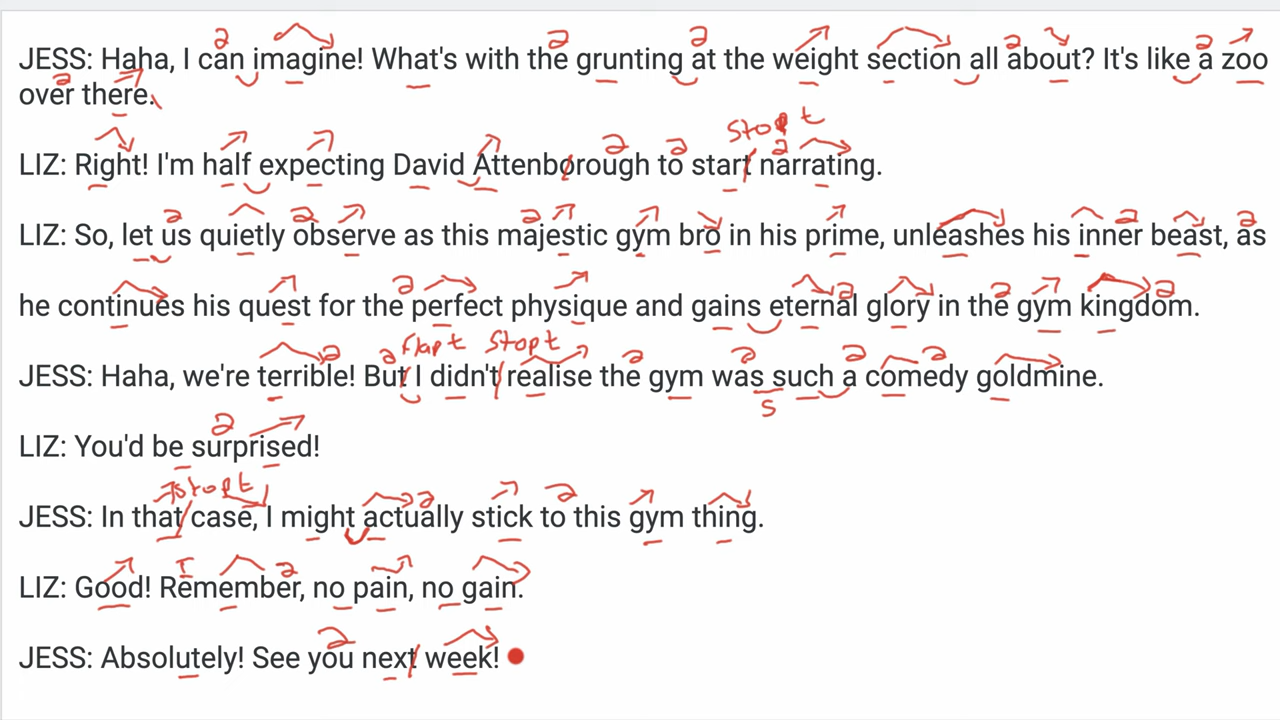 JESS: Haha, I can imagine! What's with the grunting at the weight section all about? It's like a zoo
over there.
stop t
LIZ: Right! I'm half expecting David Attenborough to start narrating.
LIZ: So, let us quietly observe as this majestic gym bro in his prime, unleashes his inner beast, as
he continues his quest for the perfect physique and gains eternal glory in the gym kingdom.
flap t stop t
JESS: Haha, we're terrible! But I didn't realise the gym was such a comedy goldmine.
s
LIZ: You'd be surprised!
stop t
JESS: In that case, I might actually stick to this gym thing.
I
LIZ: Good! Remember, no pain, no gain.
JESS: Absolutely! See you next week!